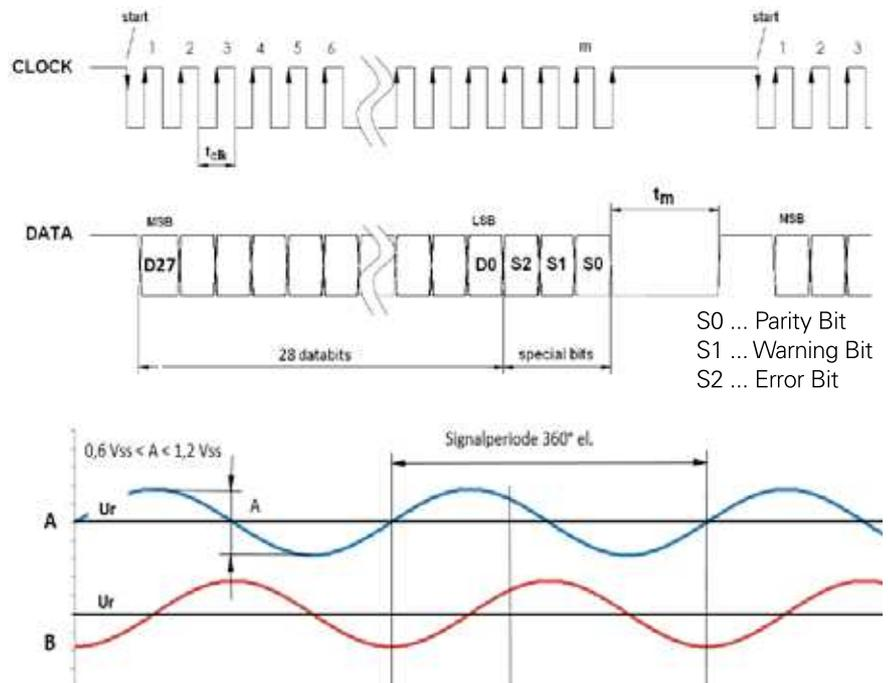 start start
1 2 3 4 5 6 m 1 2 3
CLOCK
tclk
tm
MSB LSB MSB
DATA
D27 D0 S2 S1 S0
S0 ... Parity Bit
S1 ... Warning Bit
S2 ... Error Bit
28 databits special bits
Signalperiode 360° el.
0,6 Vss < A < 1,2 Vss
Ur A
A
Ur
B